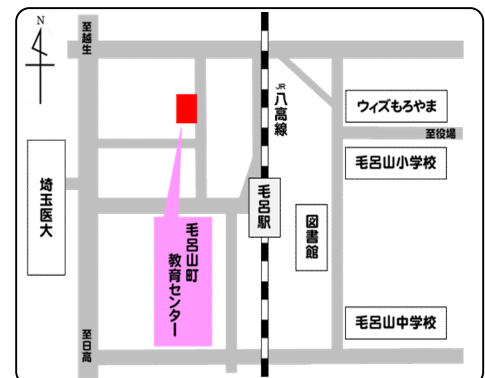 N
至越生
JR
八高線
ウィズもろやま
至役場
毛呂山小学校
埼玉医大
毛呂駅
図書館
毛呂山町
教育センター
毛呂山中学校
至日高